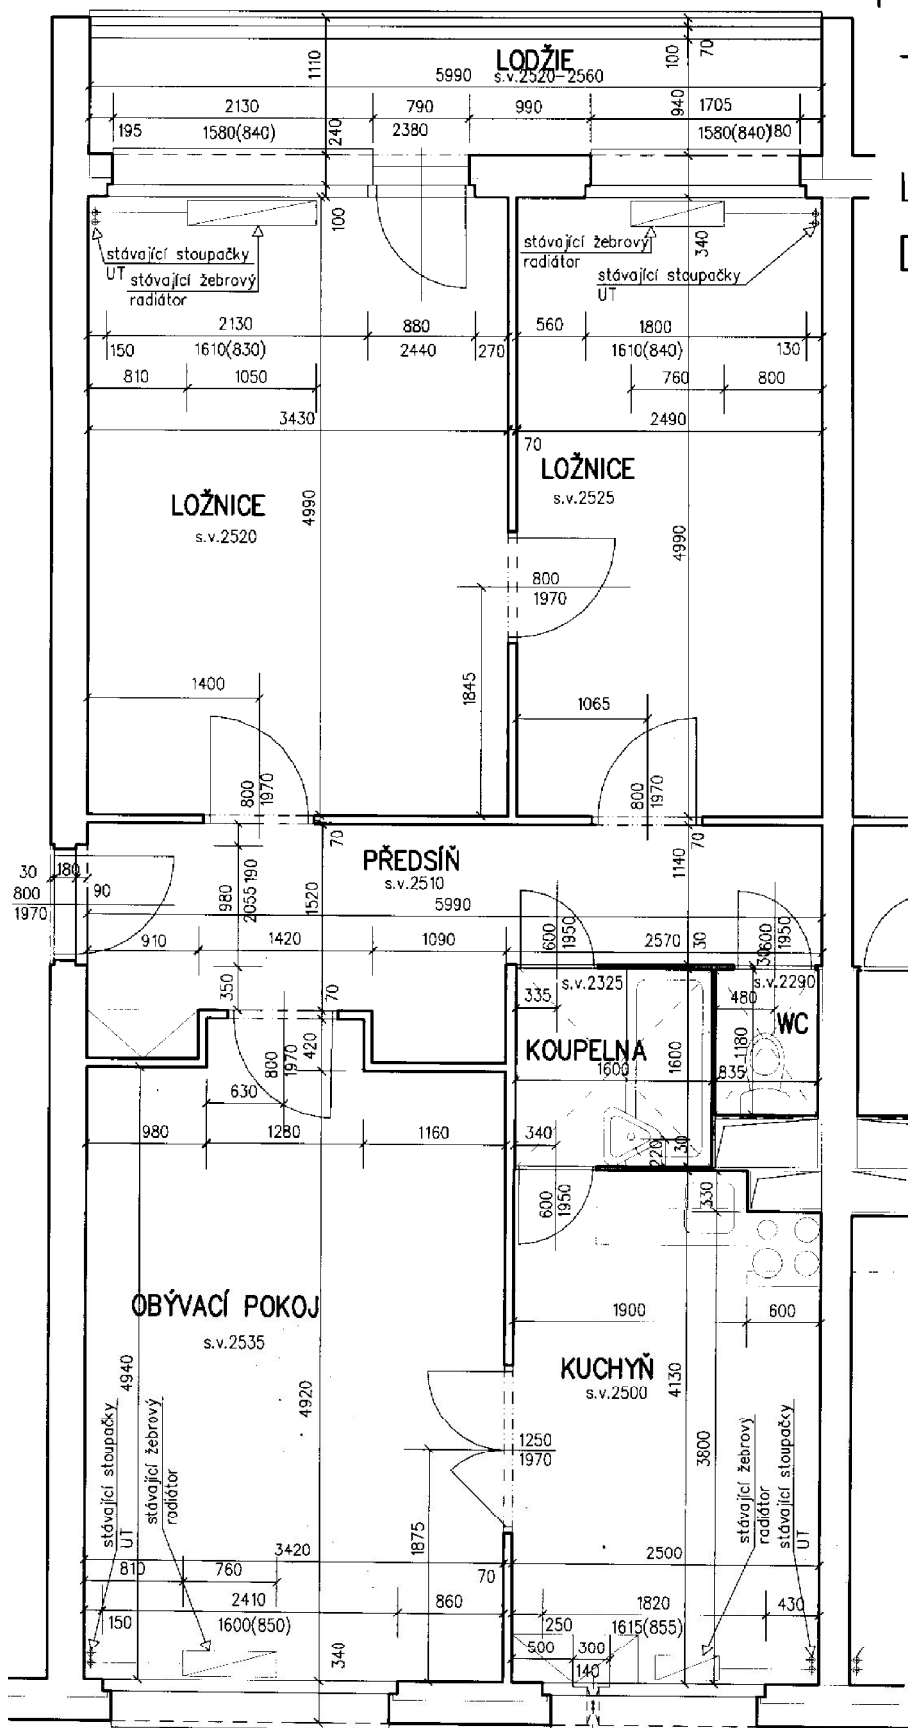 LODŽIE
5990 s.v.2520-2560
1110
100
70
940
2130 790 990 1705
195 1580(840) 240 2380 1580(840) 180
100
340
stávající stoupačky
UT
stávající žebrový
radiátor
stávající žebrový
radiátor
stávající stoupačky
UT
2130 880 560 1800
150 1610(830) 2440 270 1610(840) 130
810 1050 760 800
3430 2490
70
LOŽNICE
s.v.2520
LOŽNICE
s.v.2525
4990
4990
800
1970
1845
1400
1065
800
1970
800
1970
70
70
PŘEDSÍŇ
s.v.2510
30 180 90
800
1970
980
2055
190
1520
1140
5990
910 1420 1090 2570 30
600
1950
600
1950
30
350
70
s.v.2325
s.v.2290
335
480
WC
KOUPELNA
1180
1600
1600
835
800
1970
420
630
980 1280 1160 340
220
30
600
1950
330
OBÝVACÍ POKOJ
s.v.2535
1900 600
KUCHYŇ
s.v.2500
4940
4920
4130
3800
1250
1970
1875
stávající stoupačky
UT
stávající žebrový
radiátor
stávající žebrový
radiátor
stávající stoupačky
UT
3420 2500
810 760 70
2410 860 1820 430
150 1600(850) 250 1615(855)
340
500 300
140